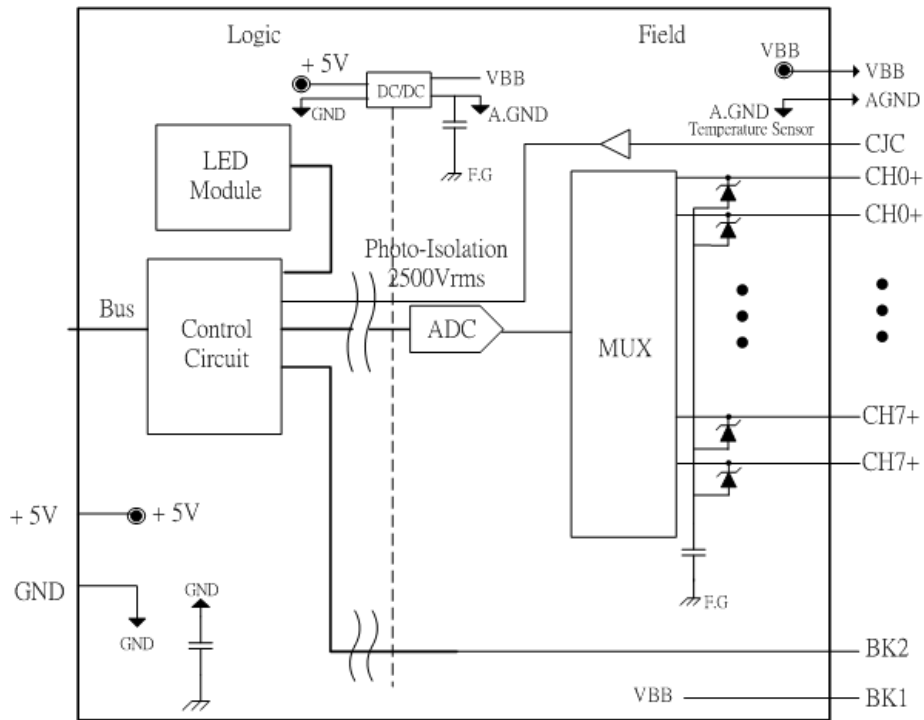 Logic
Field
+ 5V
VBB
DC/DC
GND
A.GND
F.G
VBB
VBB
AGND
A.GND
Temperature Sensor
CJC
LED
Module
CH0+
CH0+
Photo-Isolation
2500Vrms
Bus
Control
Circuit
ADC
MUX
CH7+
CH7+
+ 5V
+ 5V
GND
GND
GND
F.G
BK2
VBB
BK1